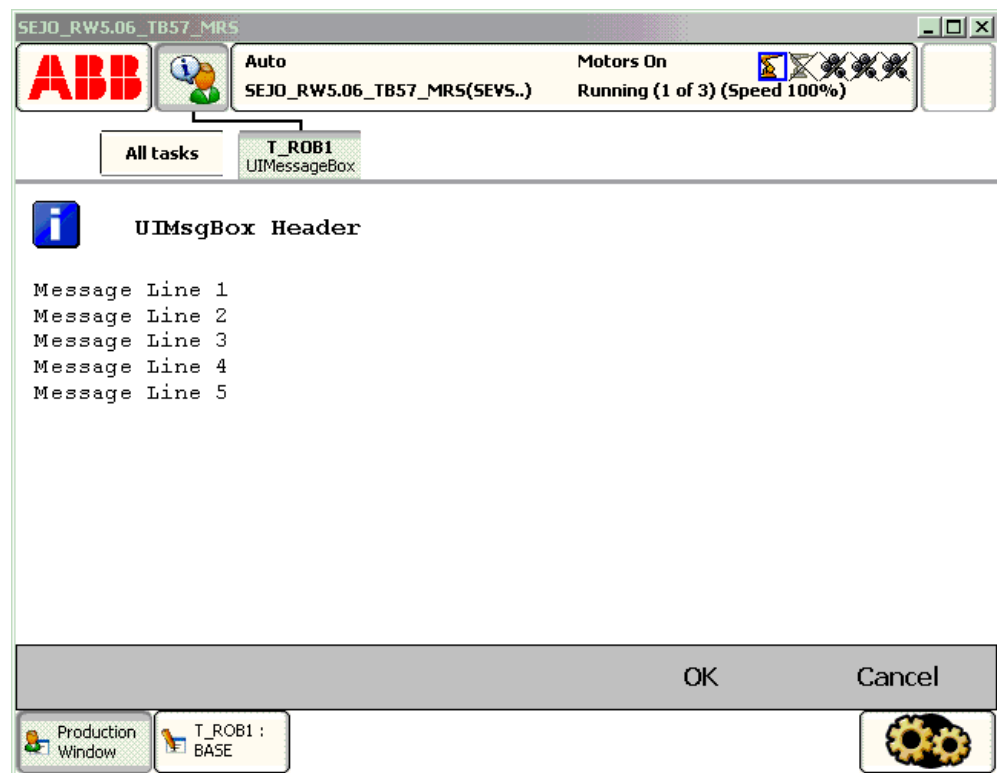 SEJO_RW5.06_TB57_MRS
ABB
Auto
SEJO_RW5.06_TB57_MRS(SEVS..)
Motors On
Running (1 of 3) (Speed 100%)
All tasks
T_ROB1
UIMessageBox
UIMsgBox Header
Message Line 1
Message Line 2
Message Line 3
Message Line 4
Message Line 5
OK
Cancel
Production
Window
T_ROB1 :
BASE